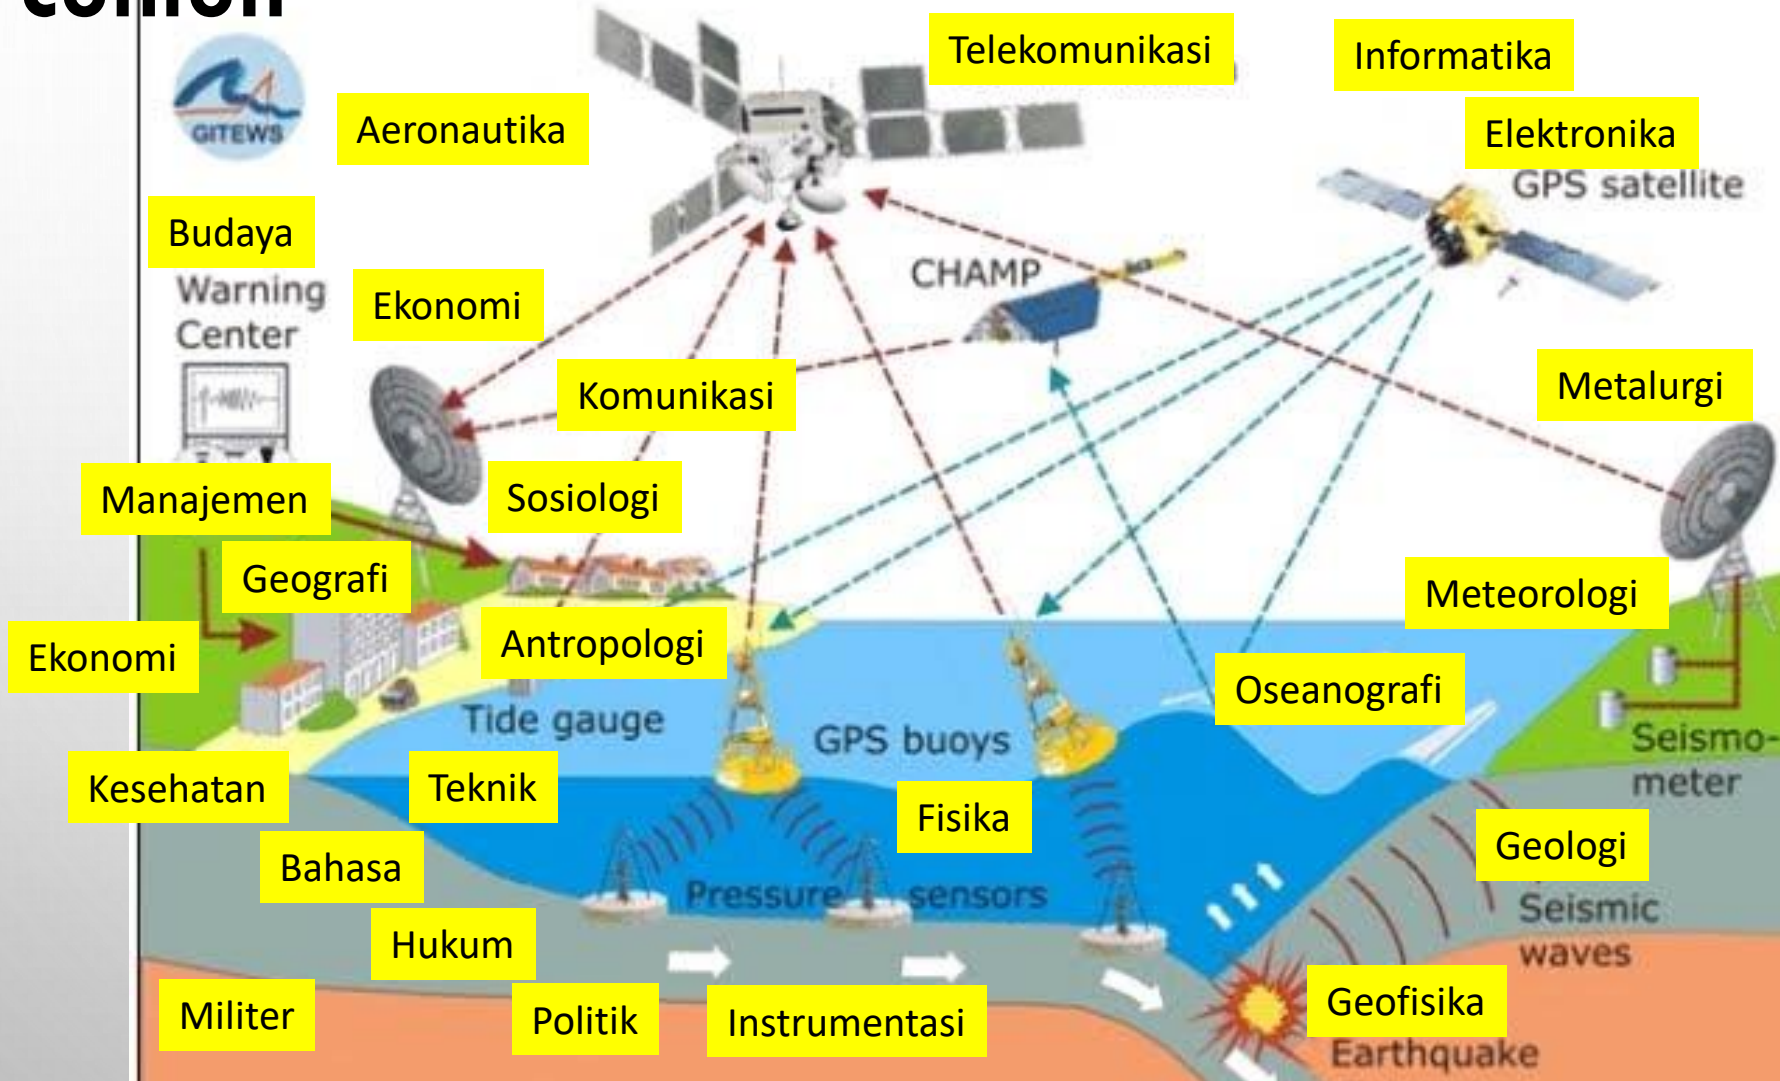 Telekomunikasi
Informatika
GITEWS
Aeronautika
Elektronika
GPS satellite
Budaya
CHAMP
Warning
Center
Ekonomi
Komunikasi
Metalurgi
Manajemen
Sosiologi
Geografi
Meteorologi
Ekonomi
Antropologi
Oseanografi
Tide gauge
GPS buoys
Seismo-
meter
Kesehatan
Teknik
Fisika
Geologi
Bahasa
Pressure sensors
Seismic
waves
Hukum
Militer
Politik
Instrumentasi
Geofisika
Earthquake